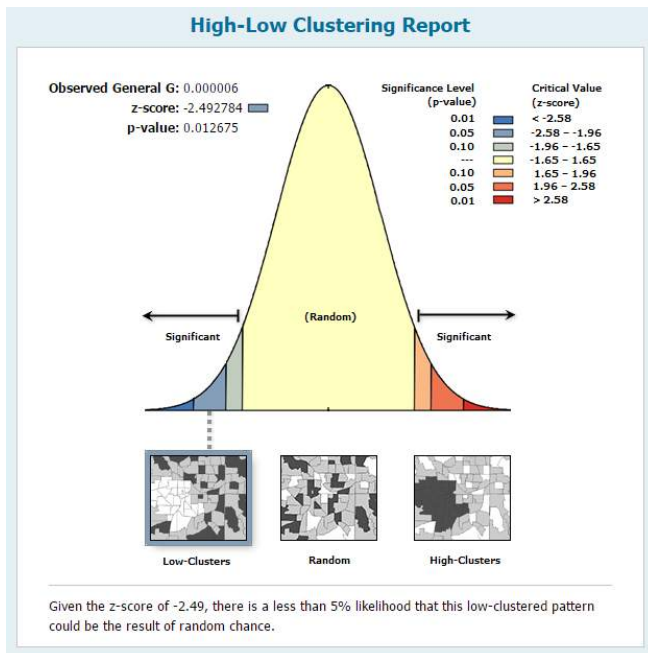 High-Low Clustering Report
Observed General G: 0.000006
z-score: -2.492784
p-value: 0.012675
Significance Level Critical Value
(p-value) (z-score)
0.01 < -2.58
0.05 -2.58 – -1.96
0.10 -1.96 – -1.65
--- -1.65 – 1.65
0.10 1.65 – 1.96
0.05 1.96 – 2.58
0.01 > 2.58
Significant (Random) Significant
Low-Clusters Random High-Clusters
Given the z-score of -2.49, there is a less than 5% likelihood that this low-clustered pattern
could be the result of random chance.